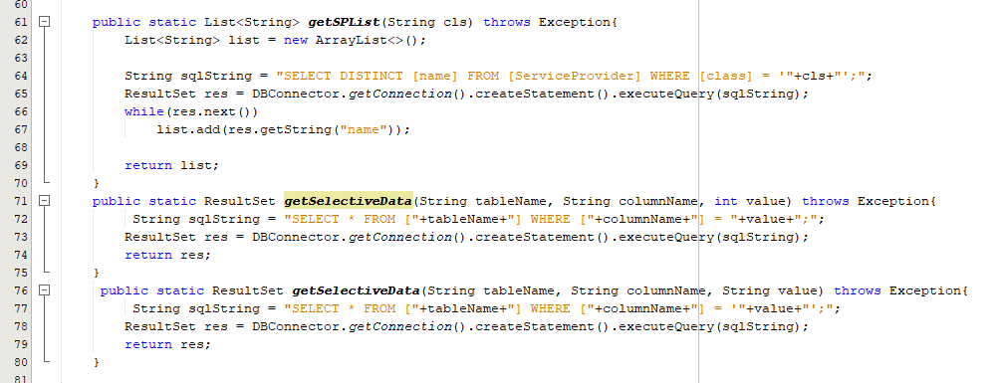 60
61 public static List<String> getSPList(String cls) throws Exception{
62 List<String> list = new ArrayList<>();
63
64 String sqlString = "SELECT DISTINCT [name] FROM [ServiceProvider] WHERE [class] = '"+cls+"';";
65 ResultSet res = DBConnector.getConnection().createStatement().executeQuery(sqlString);
66 while(res.next())
67 list.add(res.getString("name"));
68
69 return list;
70 }
71 public static ResultSet getSelectiveData(String tableName, String columnName, int value) throws Exception{
72 String sqlString = "SELECT * FROM ["+tableName+"] WHERE ["+columnName+"] = "+value+";";
73 ResultSet res = DBConnector.getConnection().createStatement().executeQuery(sqlString);
74 return res;
75 }
76 public static ResultSet getSelectiveData(String tableName, String columnName, String value) throws Exception{
77 String sqlString = "SELECT * FROM ["+tableName+"] WHERE ["+columnName+"] = '"+value+"';";
78 ResultSet res = DBConnector.getConnection().createStatement().executeQuery(sqlString);
79 return res;
80 }
81